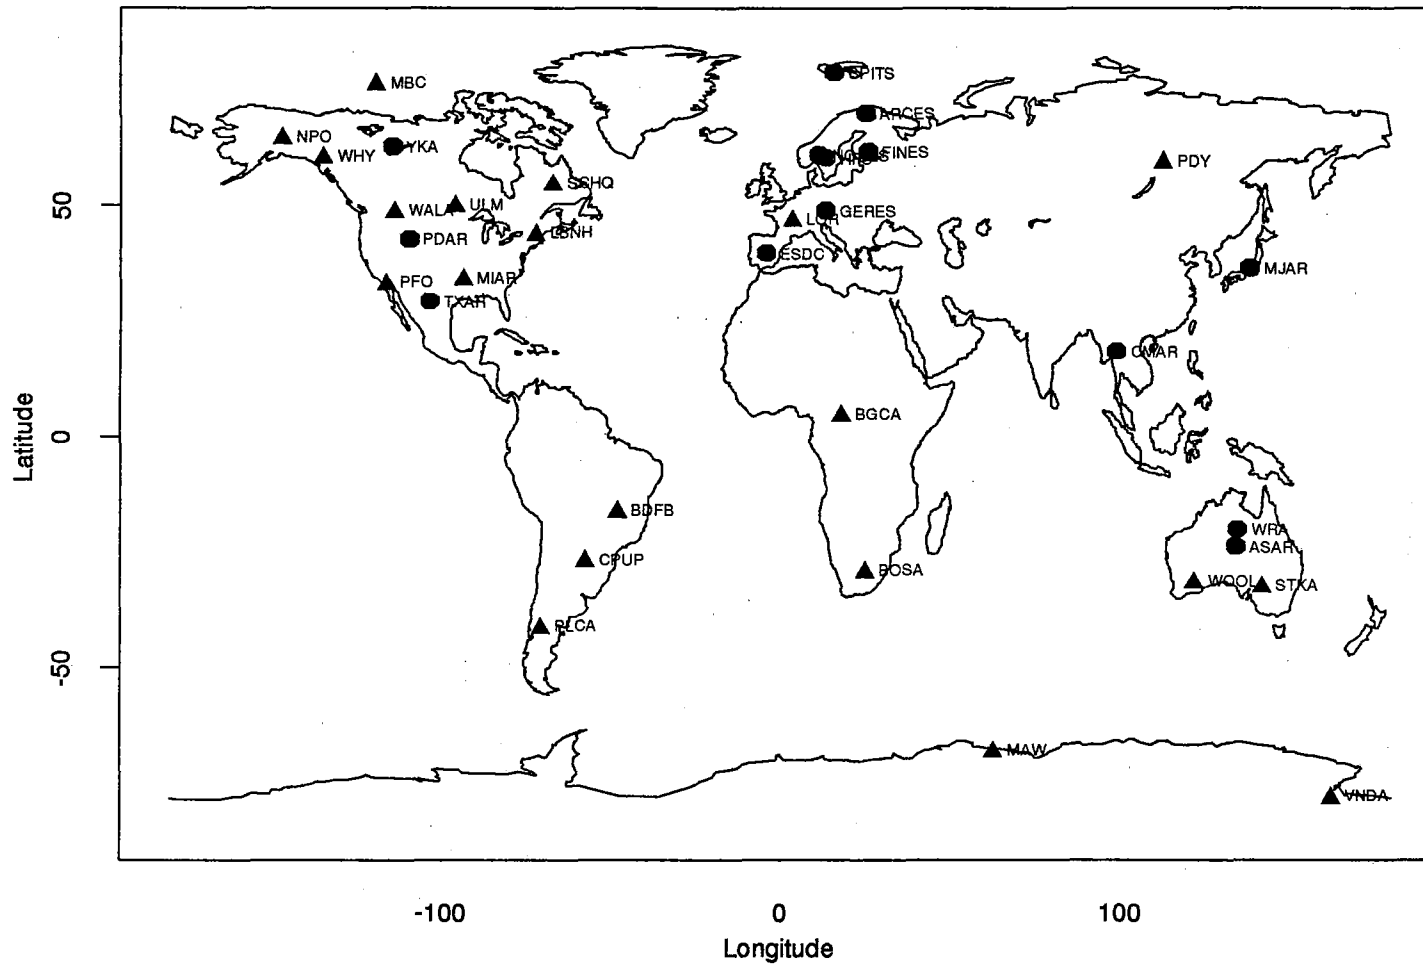 SPITS
MBC
ARCES
NPO
WHY
YKA
FINES
PDY
SCHQ
50
WALA
ULM
GERES
LOR
LBNH
PDAR
ESDC
MJAR
PFO
MIAR
TXAR
CMAR
BGCA
0
Latitude
BDFB
WRA
ASAR
CPUP
BOSA
WOOL
STKA
PLCA
-50
MAW
VNDA
-100 0 100
Longitude